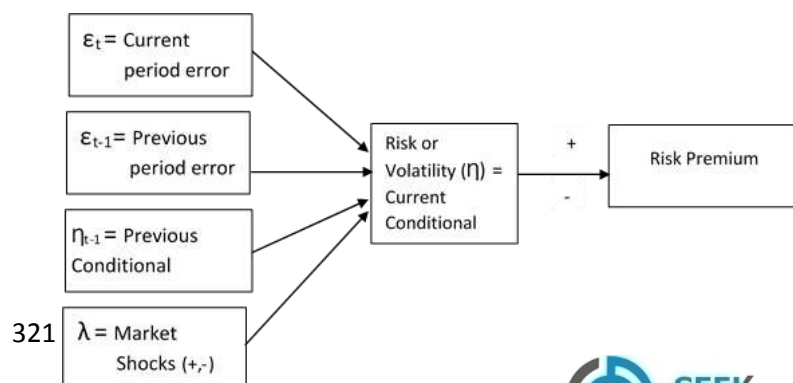 εt = Current
period error
εt-1 = Previous
period error
ηt-1 = Previous
Conditional
321
λ = Market
Shocks (+,-)
Risk or
Volatility (η) =
Current
Conditional
+
-
Risk Premium
SEEK